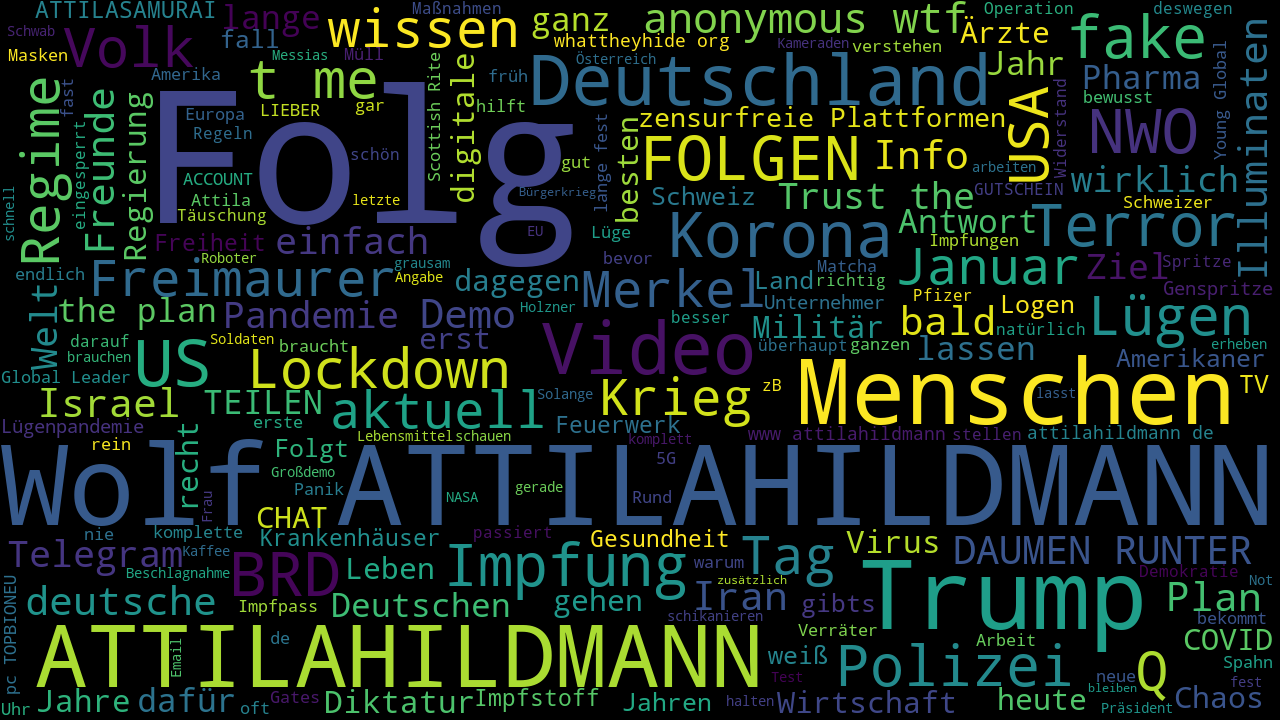 ATTILASAMURAI
lange
Maßnahmen
Operation
deswegen
Schwab
Volk
fall
wissen
ganz
anonymous wtf
Ärzte
fake
Masken
Messias
Müll
whattheyhide org
Kameraden
verstehen
Österreich
Jahr
Amerika
t me
früh
Deutschland
Pharma
Young Global
Illuminaten
fast
Regime
Freunde
Regierung
Europa
LIEBER
gar
Scottish Rite
digitale
hilft
bewusst
Regeln
Folg
zensurfreie Plattformen
USA
Widerstand
NWO
eingesperrt
schön
gut
lange fest
besten
FOLGEN
Info
arbeiten
wirklich
ACCOUNT
Attila
letzte
Bürgerkrieg
Schweiz
Trust the
GUTSCHEIN
Schweizer
schnell
Täuschung
EU
Lüge
Korona
Antwort
Terror
Freiheit
einfach
Impfungen
Roboter
grausam
bevor
Matcha
Januar
Ziel
Spritze
endlich
Freimaurer
Angabe
dagegen
Merkel
Land
richtig
Genspritze
Welt
the plan
Pandemie
Demo
Holzner
besser
Unternehmer
Pfizer
Logen
bald
natürlich
Lügen
darauf
Soldaten
erst
Video
Militär
erheben
brauchen
US
braucht
überhaupt
ganzen
lassen
Amerikaner
Global Leader
Lockdown
Krieg
zB
Menschen
TV
Israel
TEILEN
aktuell
Solange
lasst
Lügenpandemie
erste
Feuerwerk
rein
recht
Folgt
Lebensmittel
schauen
komplett
www attilahildmann
stellen
attilahildmann de
Wolf
Großdemo
5G
ATTILAHILDMANN
Panik
NASA
gerade
Rund
Frau
CHAT
nie
komplette
Krankenhäuser
passiert
Gesundheit
Virus
DAUMEN RUNTER
Telegram
Kaffee
BRD
Leben
Impfung
warum
Tag
Demokratie
Not
Beschlagnahme
zusätzlich
pc TOPBIONEU
deutsche
Impfpass
Deutschen
gehen
Iran
gibts
Trump
Plan
schikanieren
bekommt
ATTILAHILDMANN
Email
de
Verräter
Arbeit
COVID
weiß
Polizei
Q
Spahn
Test
neue
fest
Uhr
Jahre
dafür
oft
Gates
Diktatur
Impfstoff
Jahren
halten
Wirtschaft
heute
bleiben
Präsident
Chaos